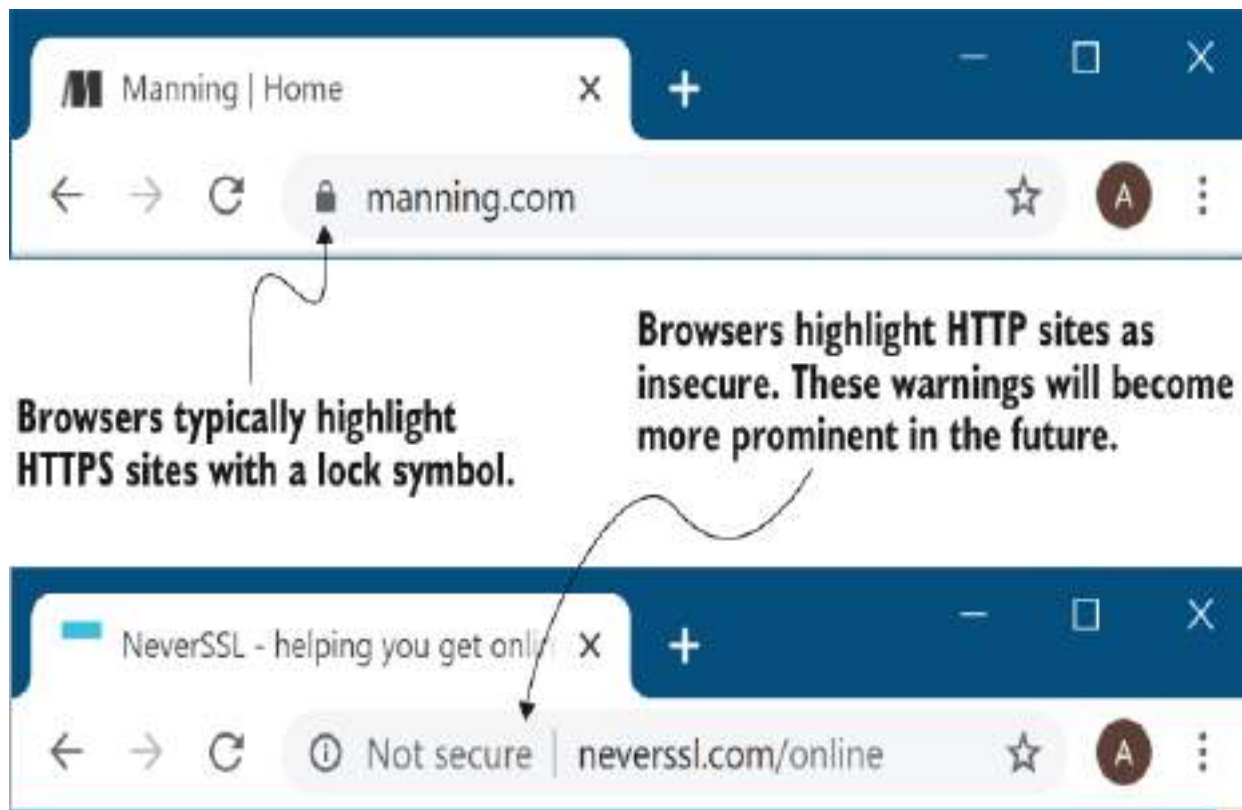 Manning | Home
manning.com
A
Browsers typically highlight
HTTPS sites with a lock symbol.
Browsers highlight HTTP sites as
insecure. These warnings will become
more prominent in the future.
NeverSSL - helping you get onlin
Not secure | neverssl.com/online
A